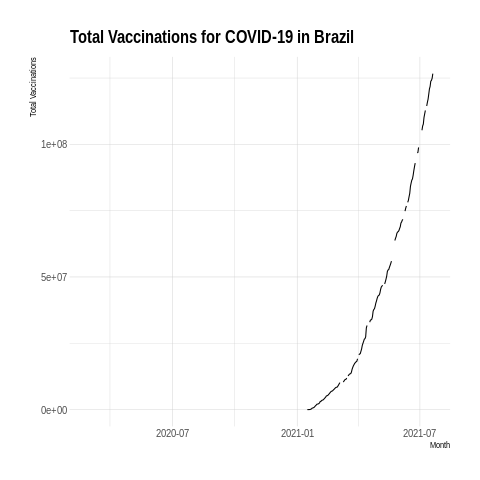 Total Vaccinations for COVID-19 in Brazil
Total Vaccinations
1e+08
5e+07
0e+00
2020-07
2021-01
2021-07
Month